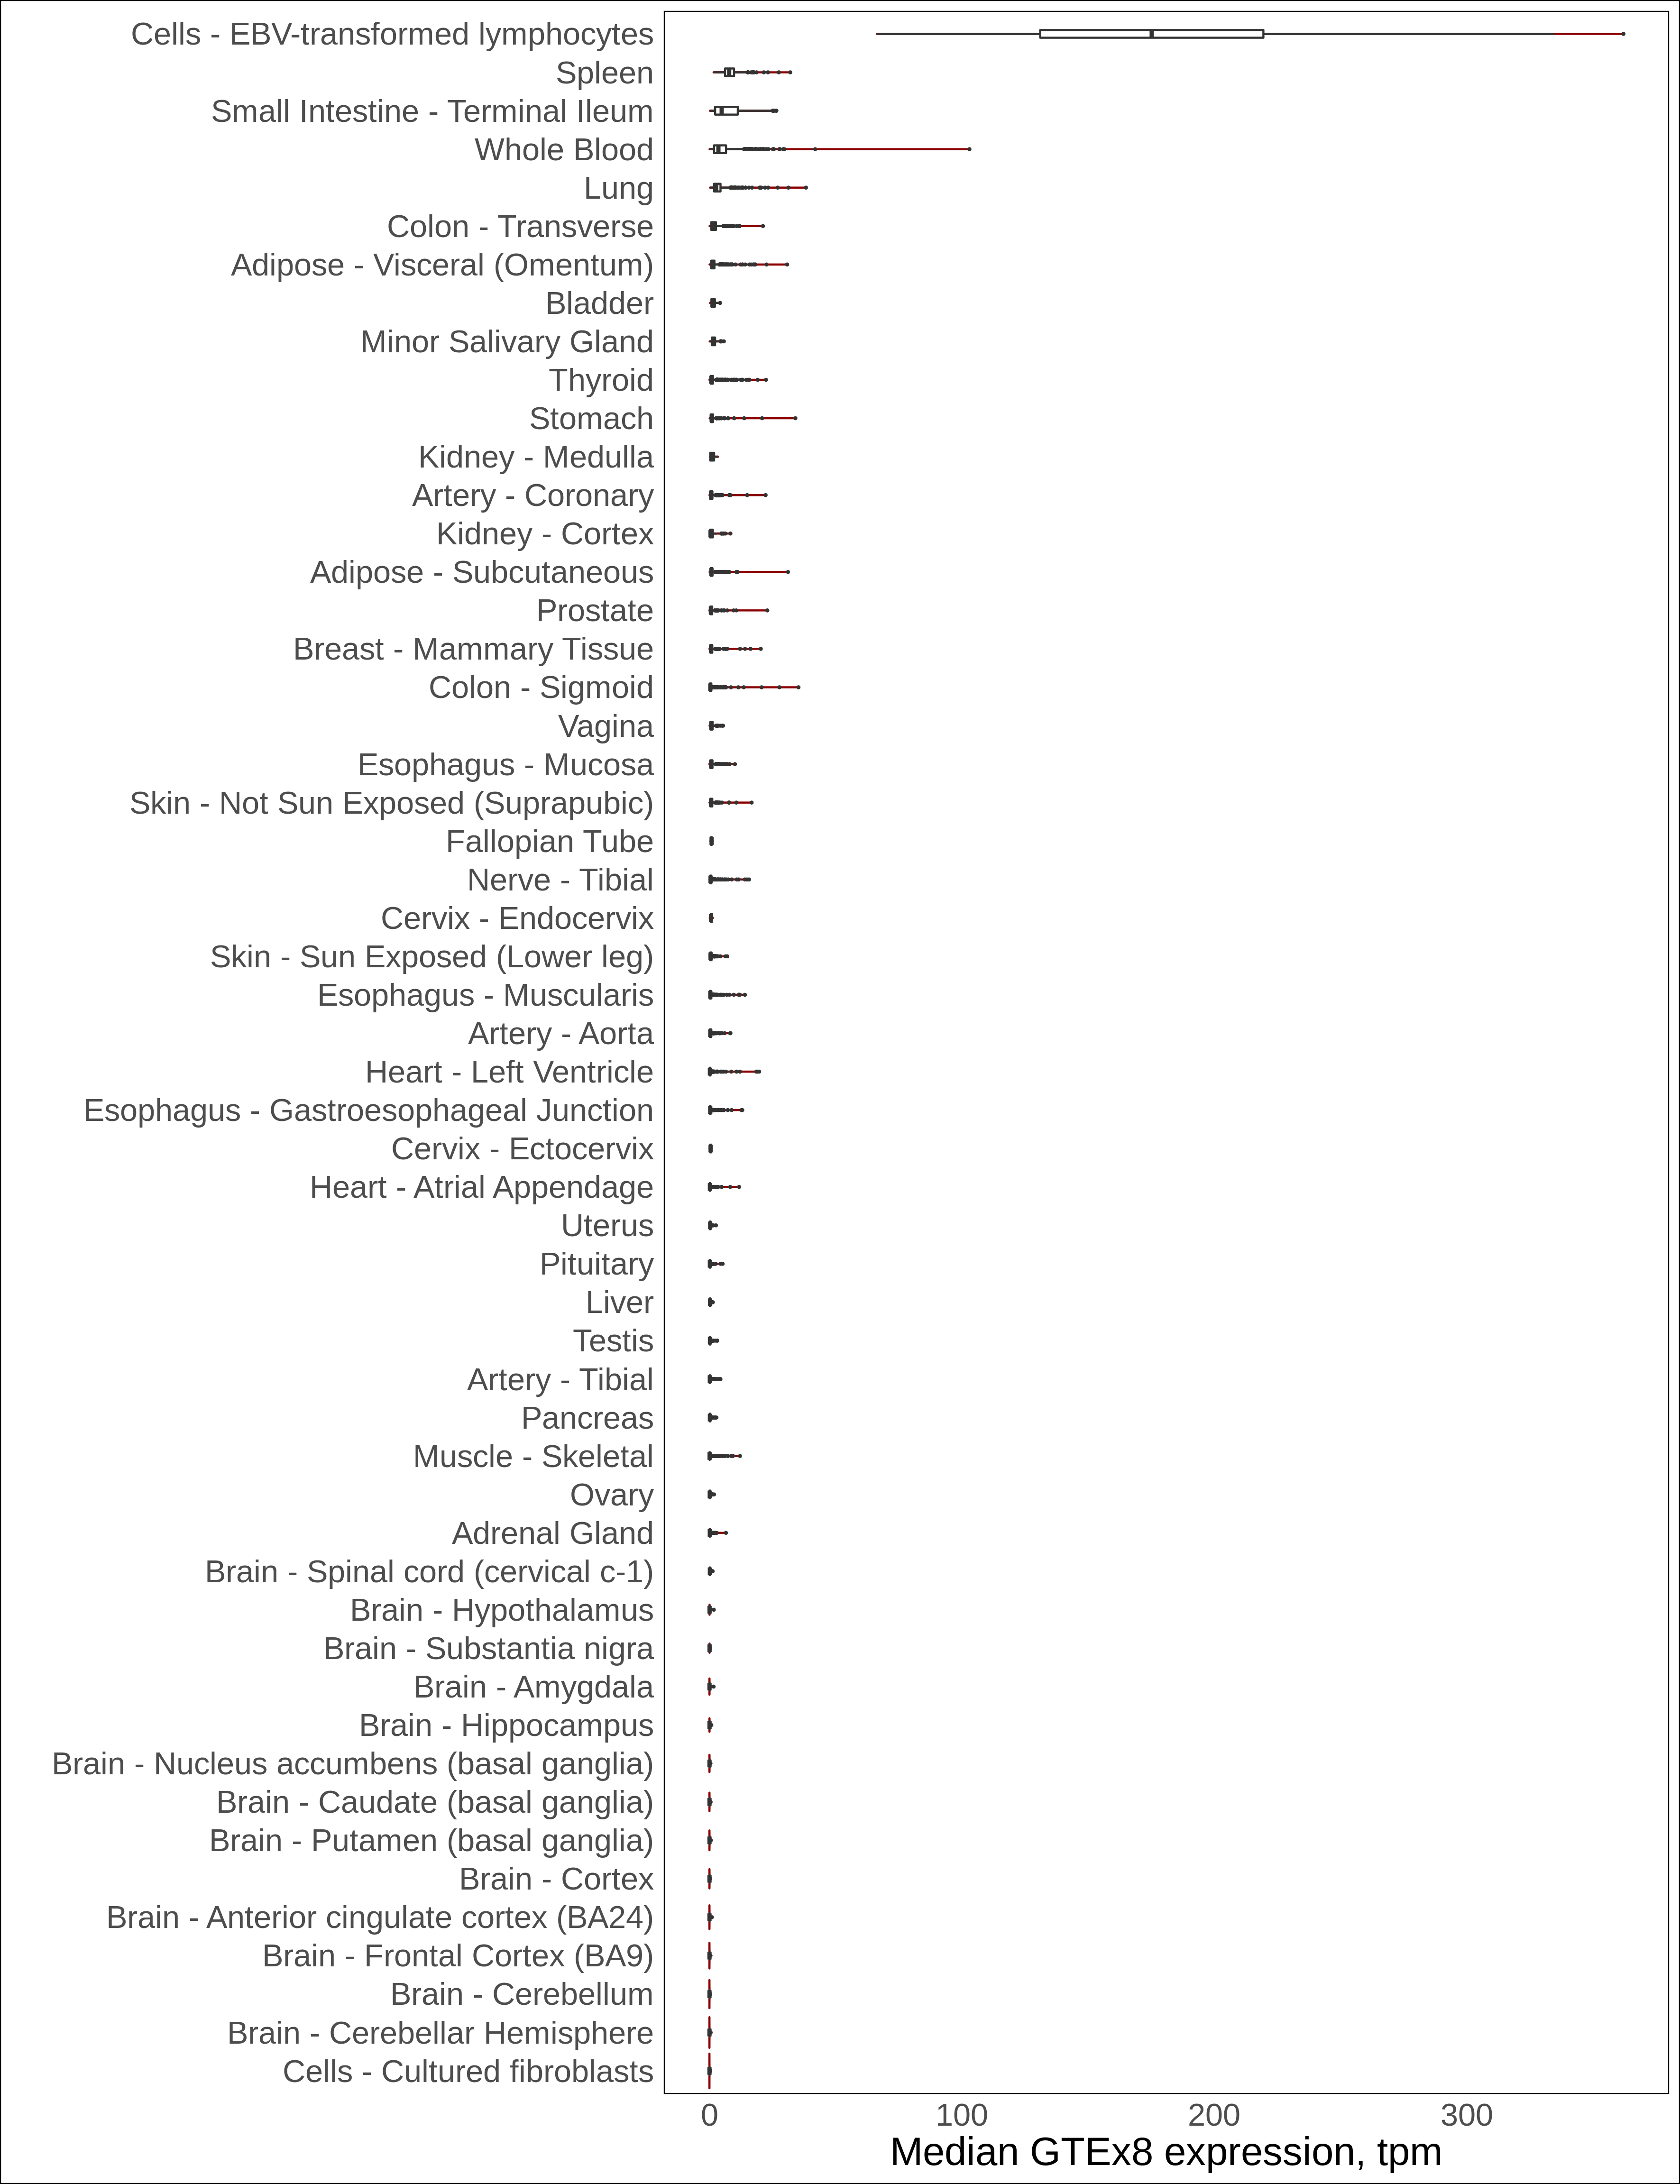 Cells - EBV-transformed lymphocytes
Spleen
Small Intestine - Terminal Ileum
Whole Blood
Lung
Colon - Transverse
Adipose - Visceral (Omentum)
Bladder
Minor Salivary Gland
Thyroid
Stomach
Kidney - Medulla
Artery - Coronary
Kidney - Cortex
Adipose - Subcutaneous
Prostate
Breast - Mammary Tissue
Colon - Sigmoid
Vagina
Esophagus - Mucosa
Skin - Not Sun Exposed (Suprapubic)
Fallopian Tube
Nerve - Tibial
Cervix - Endocervix
Skin - Sun Exposed (Lower leg)
Esophagus - Muscularis
Artery - Aorta
Heart - Left Ventricle
Esophagus - Gastroesophageal Junction
Cervix - Ectocervix
Heart - Atrial Appendage
Uterus
Pituitary
Liver
Testis
Artery - Tibial
Pancreas
Muscle - Skeletal
Ovary
Adrenal Gland
Brain - Spinal cord (cervical c-1)
Brain - Hypothalamus
Brain - Substantia nigra
Brain - Amygdala
Brain - Hippocampus
Brain - Nucleus accumbens (basal ganglia)
Brain - Caudate (basal ganglia)
Brain - Putamen (basal ganglia)
Brain - Cortex
Brain - Anterior cingulate cortex (BA24)
Brain - Frontal Cortex (BA9)
Brain - Cerebellum
Brain - Cerebellar Hemisphere
Cells - Cultured fibroblasts
0 100 200 300
Median GTEx8 expression, tpm